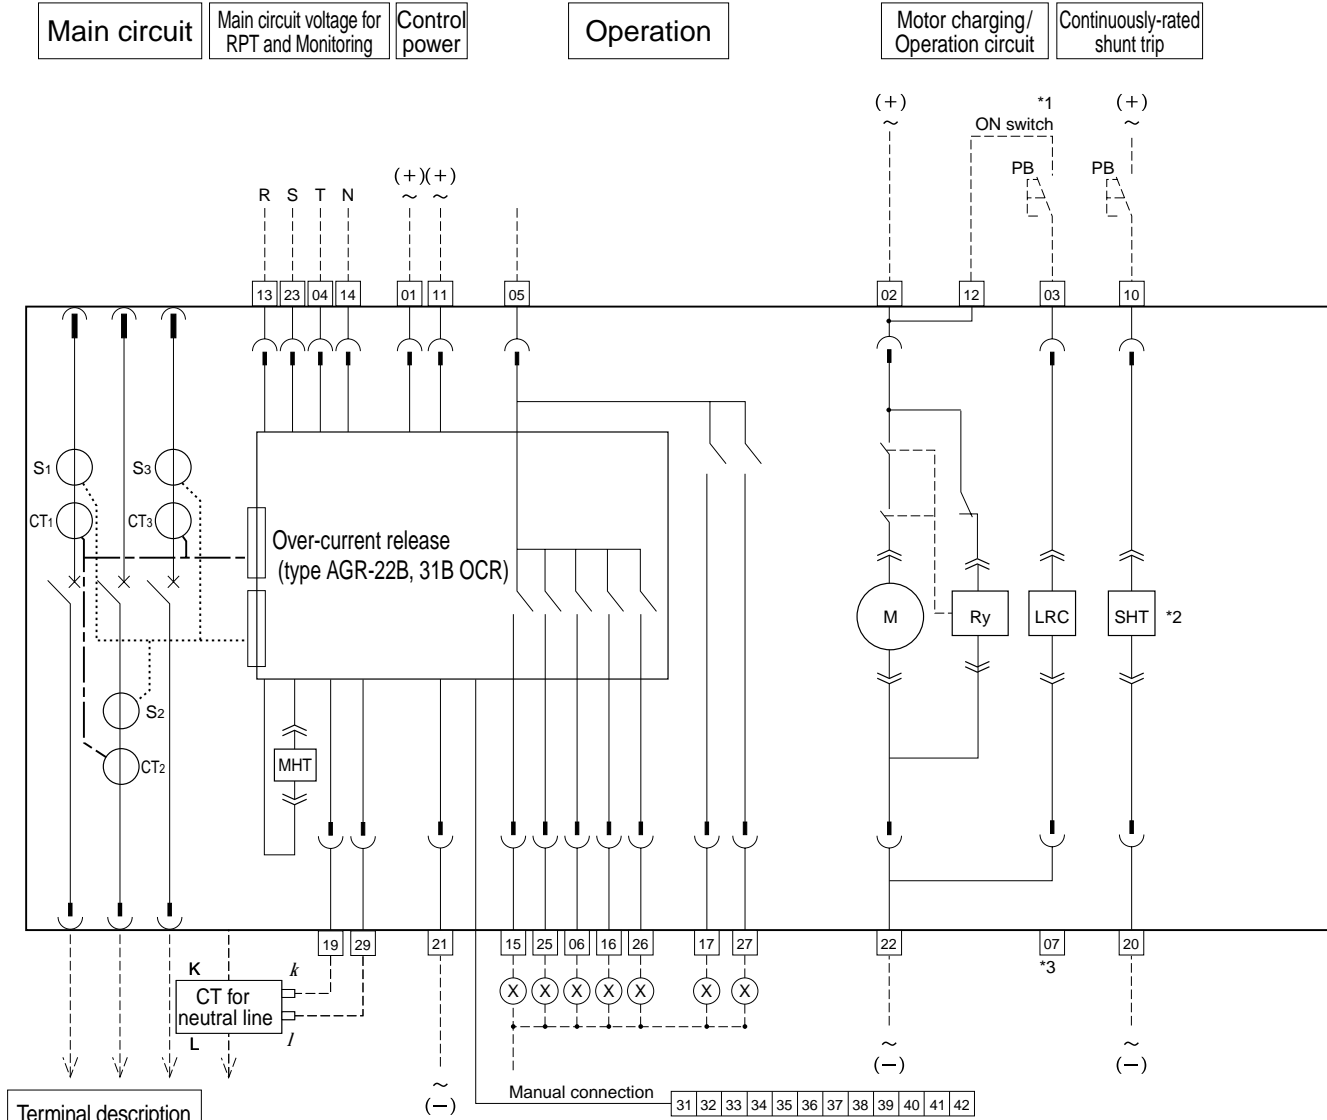 Main circuit
Main circuit voltage for
RPT and Monitoring
Control
power
Operation
Motor charging/
Operation circuit
Continuously-rated
shunt trip
(+)
~
*1
ON switch
(+)
~
PB
PB
(+)(+)
~ ~
R S T N
13 23 04 14 01 11 05 02 12 03 10
S1 S3
CT1 CT3
Over-current release
(type AGR-22B, 31B OCR)
M Ry LRC SHT *2
S2
CT2
MHT
19 29 21 15 25 06 16 26 17 27 22 07 20
*3
K k
CT for
neutral line
L l
X X X X X X X
~
(−)
~
(−)
~
(−)
Manual connection
31 32 33 34 35 36 37 38 39 40 41 42
Terminal description